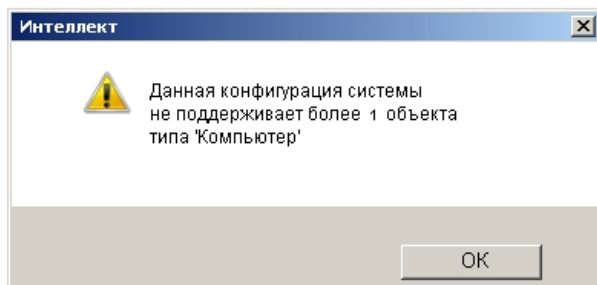 Интеллект
Данная конфигурация системы
не поддерживает более 1 объекта
типа 'Компьютер'
OK